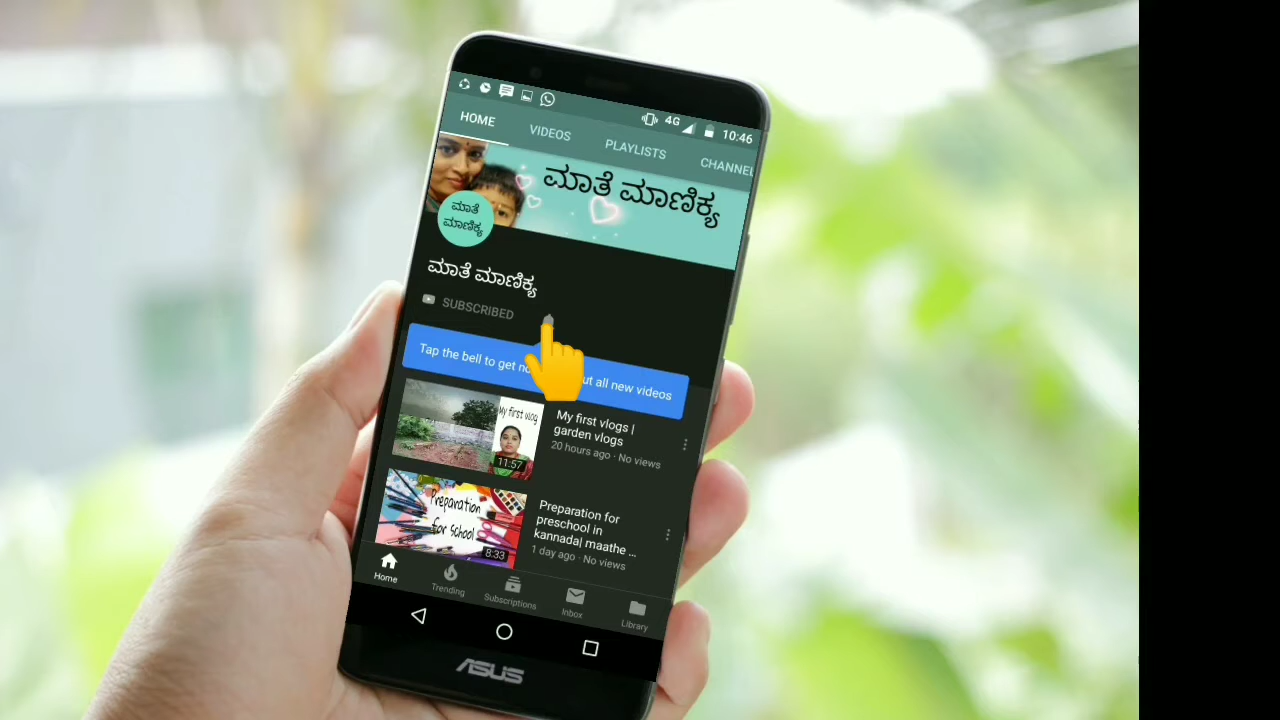 4G 10:46
HOME VIDEOS PLAYLISTS CHANNEL
ಮಾತೆ ಮಾಣಿಕ್ಯ
ಮಾತೆ
ಮಾಣಿಕ್ಯ
ಮಾತೆ ಮಾಣಿಕ್ಯ
SUBSCRIBED
Tap the bell to get all new videos
My first vlog
11:57
My first vlogs |
garden vlogs
20 hours ago · No views
Preparation
for school
8:33
Preparation for
preschool in
kannada| maathe ...
1 day ago · No views
Home Trending Subscriptions Inbox Library
ASUS